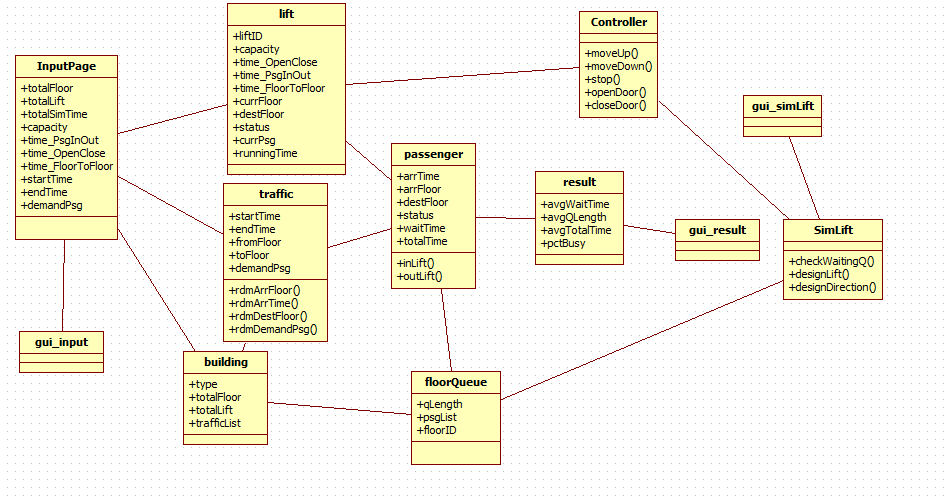 InputPage
+totalFloor
+totalLift
+totalSimTime
+capacity
+time_PsgInOut
+time_OpenClose
+time_FloorToFloor
+startTime
+endTime
+demandPsg
lift
+liftID
+capacity
+time_OpenClose
+time_PsgInOut
+time_FloorToFloor
+currFloor
+destFloor
+status
+currPsg
+runningTime
Controller
+moveUp()
+moveDown()
+stop()
+openDoor()
+closeDoor()
gui_simLift
passenger
+arrTime
+arrFloor
+destFloor
+status
+waitTime
+totalTime
+inLift()
+outLift()
result
+avgWaitTime
+avgQLength
+avgTotalTime
+pctBusy
traffic
+startTime
+endTime
+fromFloor
+toFloor
+demandPsg
+rdmArrFloor()
+rdmArrTime()
+rdmDestFloor()
+rdmDemandPsg()
gui_result
SimLift
+checkWaitingQ()
+designLift()
+designDirection()
gui_input
building
+type
+totalFloor
+totalLift
+trafficList
floorQueue
+qLength
+psgList
+floorID